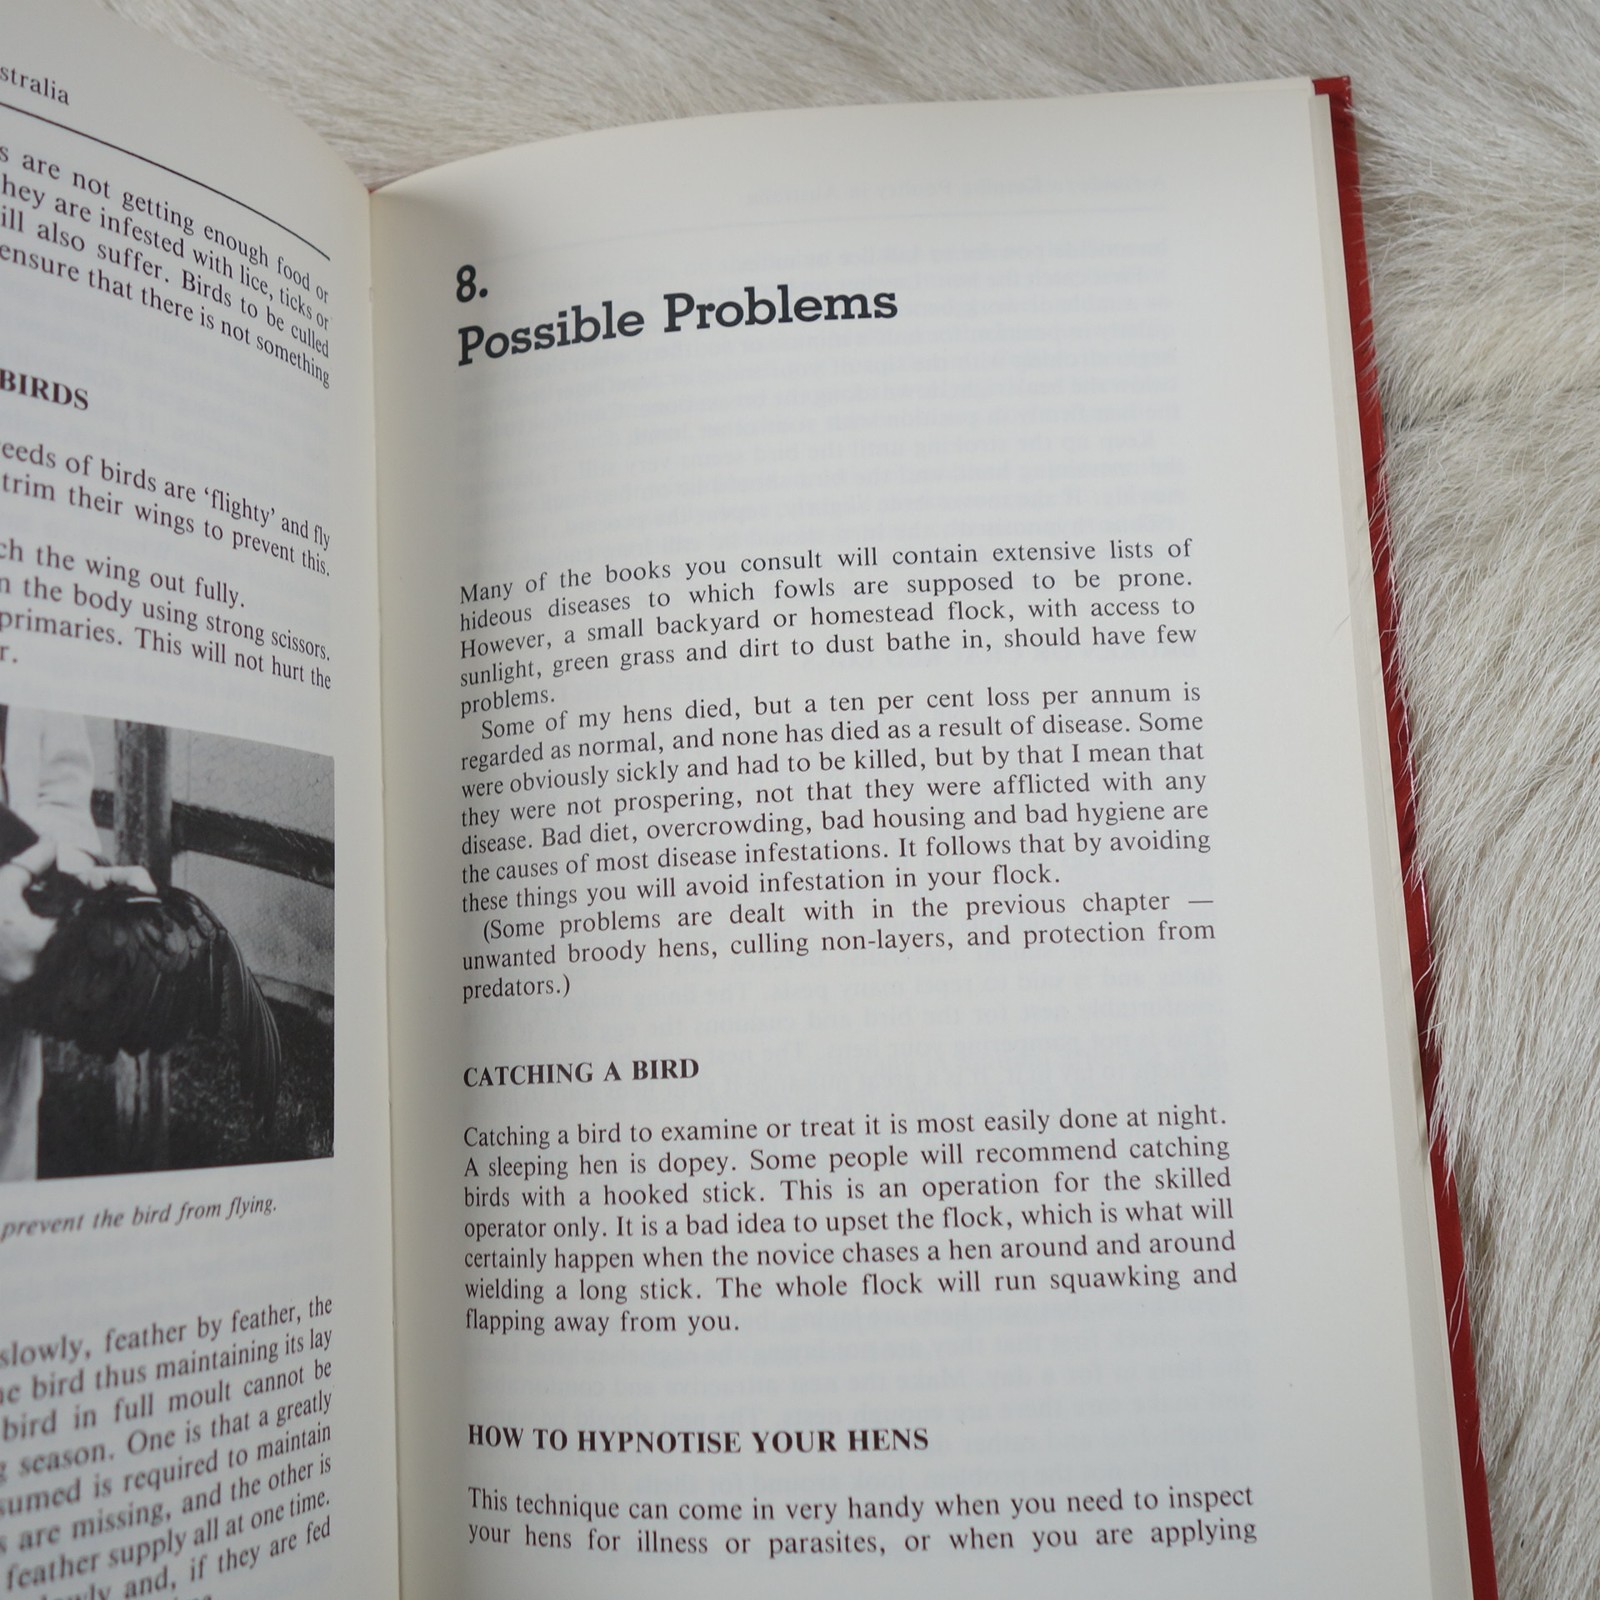 stralia
s are not getting enough food or
hey are infested with lice, ticks or
ill also suffer. Birds to be culled
ensure that there is not something
BIRDS
eeds of birds are ‘flighty’ and fly
trim their wings to prevent this.
ch the wing out fully.
n the body using strong scissors.
primaries. This will not hurt the
r.
prevent the bird from flying.
slowly, feather by feather, the
he bird thus maintaining its lay
bird in full moult cannot be
g season. One is that a greatly
sumed is required to maintain
s are missing, and the other is
feather supply all at one time.
lowly and, if they are fed
8.
Possible Problems
Many of the books you consult will contain extensive lists of
hideous diseases to which fowls are supposed to be prone.
However, a small backyard or homestead flock, with access to
sunlight, green grass and dirt to dust bathe in, should have few
problems.
Some of my hens died, but a ten per cent loss per annum is
regarded as normal, and none has died as a result of disease. Some
were obviously sickly and had to be killed, but by that I mean that
they were not prospering, not that they were afflicted with any
disease. Bad diet, overcrowding, bad housing and bad hygiene are
the causes of most disease infestations. It follows that by avoiding
these things you will avoid infestation in your flock.
(Some problems are dealt with in the previous chapter —
unwanted broody hens, culling non-layers, and protection from
predators.)
CATCHING A BIRD
Catching a bird to examine or treat it is most easily done at night.
A sleeping hen is dopey. Some people will recommend catching
birds with a hooked stick. This is an operation for the skilled
operator only. It is a bad idea to upset the flock, which is what will
certainly happen when the novice chases a hen around and around
wielding a long stick. The whole flock will run squawking and
flapping away from you.
HOW TO HYPNOTISE YOUR HENS
This technique can come in very handy when you need to inspect
your hens for illness or parasites, or when you are applying